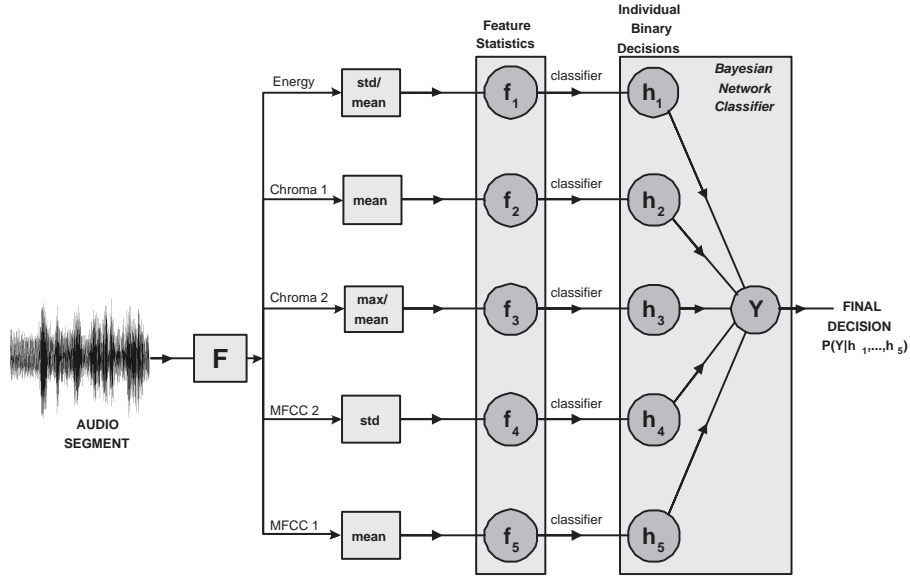 Feature
Statistics
Individual
Binary
Decisions
Bayesian
Network
Classifier
Energy
std/
mean
f1
classifier
h1
Chroma 1
mean
f2
classifier
h2
Chroma 2
max/
mean
f3
classifier
h3
Y
FINAL
DECISION
P(Y|h 1,...,h 5)
F
AUDIO
SEGMENT
MFCC 2
std
f4
classifier
h4
MFCC 1
mean
f5
classifier
h5